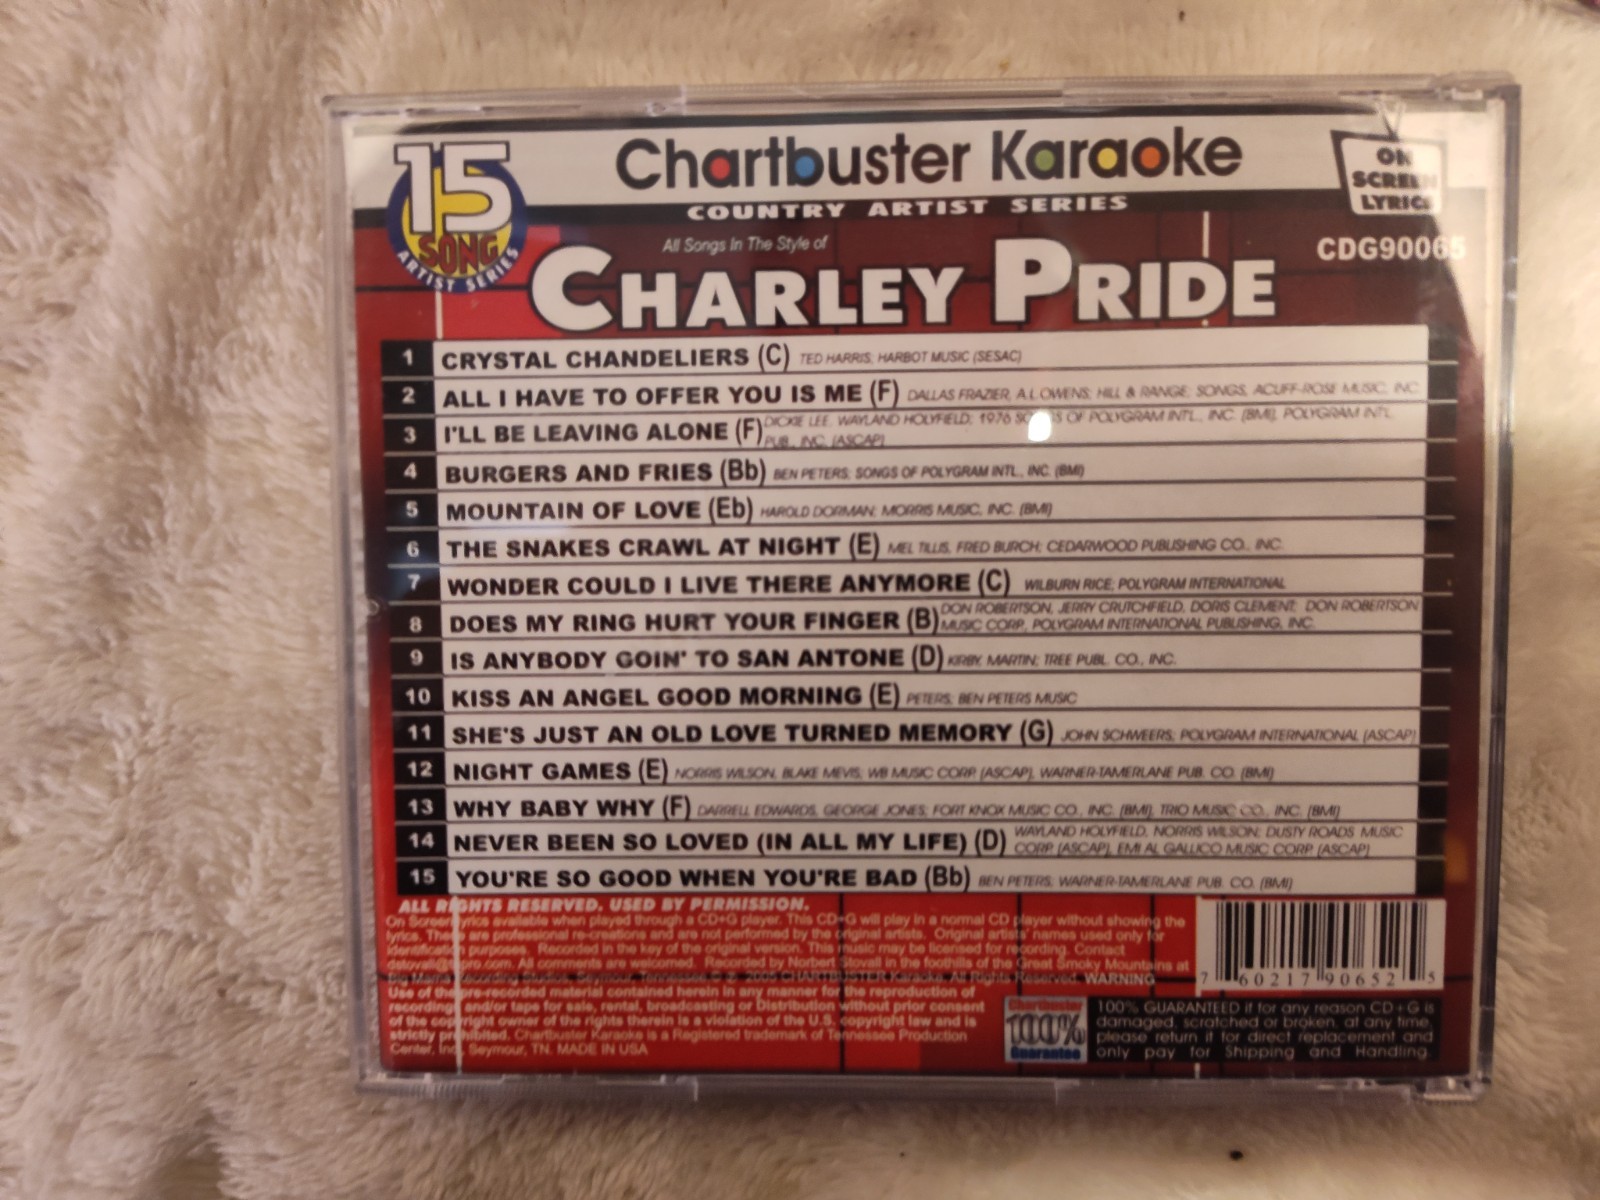 15
SONG
ARTIST SERIES
Chartbuster Karaoke
COUNTRY ARTIST SERIES
ON
SCREEN
LYRICS
CDG90065
All Songs In The Style of
CHARLEY PRIDE
1 CRYSTAL CHANDELIERS (C) TED HARRIS; HARBOT MUSIC (SESAC)
2 ALL I HAVE TO OFFER YOU IS ME (F) DALLAS FRAZIER, A.L OWENS; HILL & RANGE; SONGS, ACUFF-ROSE MUSIC, INC.
3 I'LL BE LEAVING ALONE (F) DICKIE LEE, WAYLAND HOLYFIELD; 1976 SONGS OF POLYGRAM INTL., INC. (BMI), POLYGRAM INTL.
PUB., INC. (ASCAP)
4 BURGERS AND FRIES (Bb) BEN PETERS; SONGS OF POLYGRAM INTL., INC. (BMI)
5 MOUNTAIN OF LOVE (Eb) HAROLD DORMAN; MORRIS MUSIC, INC. (BMI)
6 THE SNAKES CRAWL AT NIGHT (E) MEL TILLIS, FRED BURCH; CEDARWOOD PUBLISHING CO., INC.
7 WONDER COULD I LIVE THERE ANYMORE (C) WILBURN RICE; POLYGRAM INTERNATIONAL
8 DOES MY RING HURT YOUR FINGER (B) DON ROBERTSON, JERRY CRUTCHFIELD, DORIS CLEMENT; DON ROBERTSON
MUSIC CORP, POLYGRAM INTERNATIONAL PUBLISHING, INC.
9 IS ANYBODY GOIN' TO SAN ANTONE (D) KIRBY, MARTIN; TREE PUBL. CO., INC.
10 KISS AN ANGEL GOOD MORNING (E) PETERS; BEN PETERS MUSIC
11 SHE'S JUST AN OLD LOVE TURNED MEMORY (G) JOHN SCHWEERS; POLYGRAM INTERNATIONAL (ASCAP)
12 NIGHT GAMES (E) NORRIS WILSON, BLAKE MEVIS; WB MUSIC CORP. (ASCAP), WARNER-TAMERLANE PUB. CO. (BMI)
13 WHY BABY WHY (F) DARRELL EDWARDS, GEORGE JONES; FORT KNOX MUSIC CO., INC. (BMI), TRIO MUSIC CO., INC. (BMI)
14 NEVER BEEN SO LOVED (IN ALL MY LIFE) (D) WAYLAND HOLYFIELD, NORRIS WILSON; DUSTY ROADS MUSIC
CORP. (ASCAP), EMI AL GALLICO MUSIC CORP. (ASCAP)
15 YOU'RE SO GOOD WHEN YOU'RE BAD (Bb) BEN PETERS; WARNER-TAMERLANE PUB. CO. (BMI)
ALL RIGHTS RESERVED. USED BY PERMISSION.
On Screen lyrics available when played through a CD+G player. This CD+G will play in a normal CD player without showing the
lyrics. These are professional re-creations and are not performed by the original artists. Original artists' names used only for
identification purposes. Recorded in the key of the original version. This music may be licensed for recording. Contact
All comments are welcomed. Recorded by Norbert Stovall in the foothills of the Great Smoky Mountains at
Big Mama Recording Studios, Seymour, Tennessee. 2005 CHARTBUSTER Karaoke. All Rights Reserved. WARNING
Use of the pre-recorded material contained herein in any manner for the reproduction of
recordings and/or tape for sale, rental, broadcasting or Distribution without prior consent
of the copyright owner of the rights therein is a violation of the U.S. copyright law and is
strictly prohibited. Chartbuster Karaoke is a Registered trademark of Tennessee Production
Center, Inc. Seymour, TN. MADE IN USA
7 60217 90652 5
Chartbuster
100%
Guarantee
100% GUARANTEED if for any reason CD+G is
damaged, scratched or broken, at any time,
please return it for direct replacement and
only pay for Shipping and Handling.